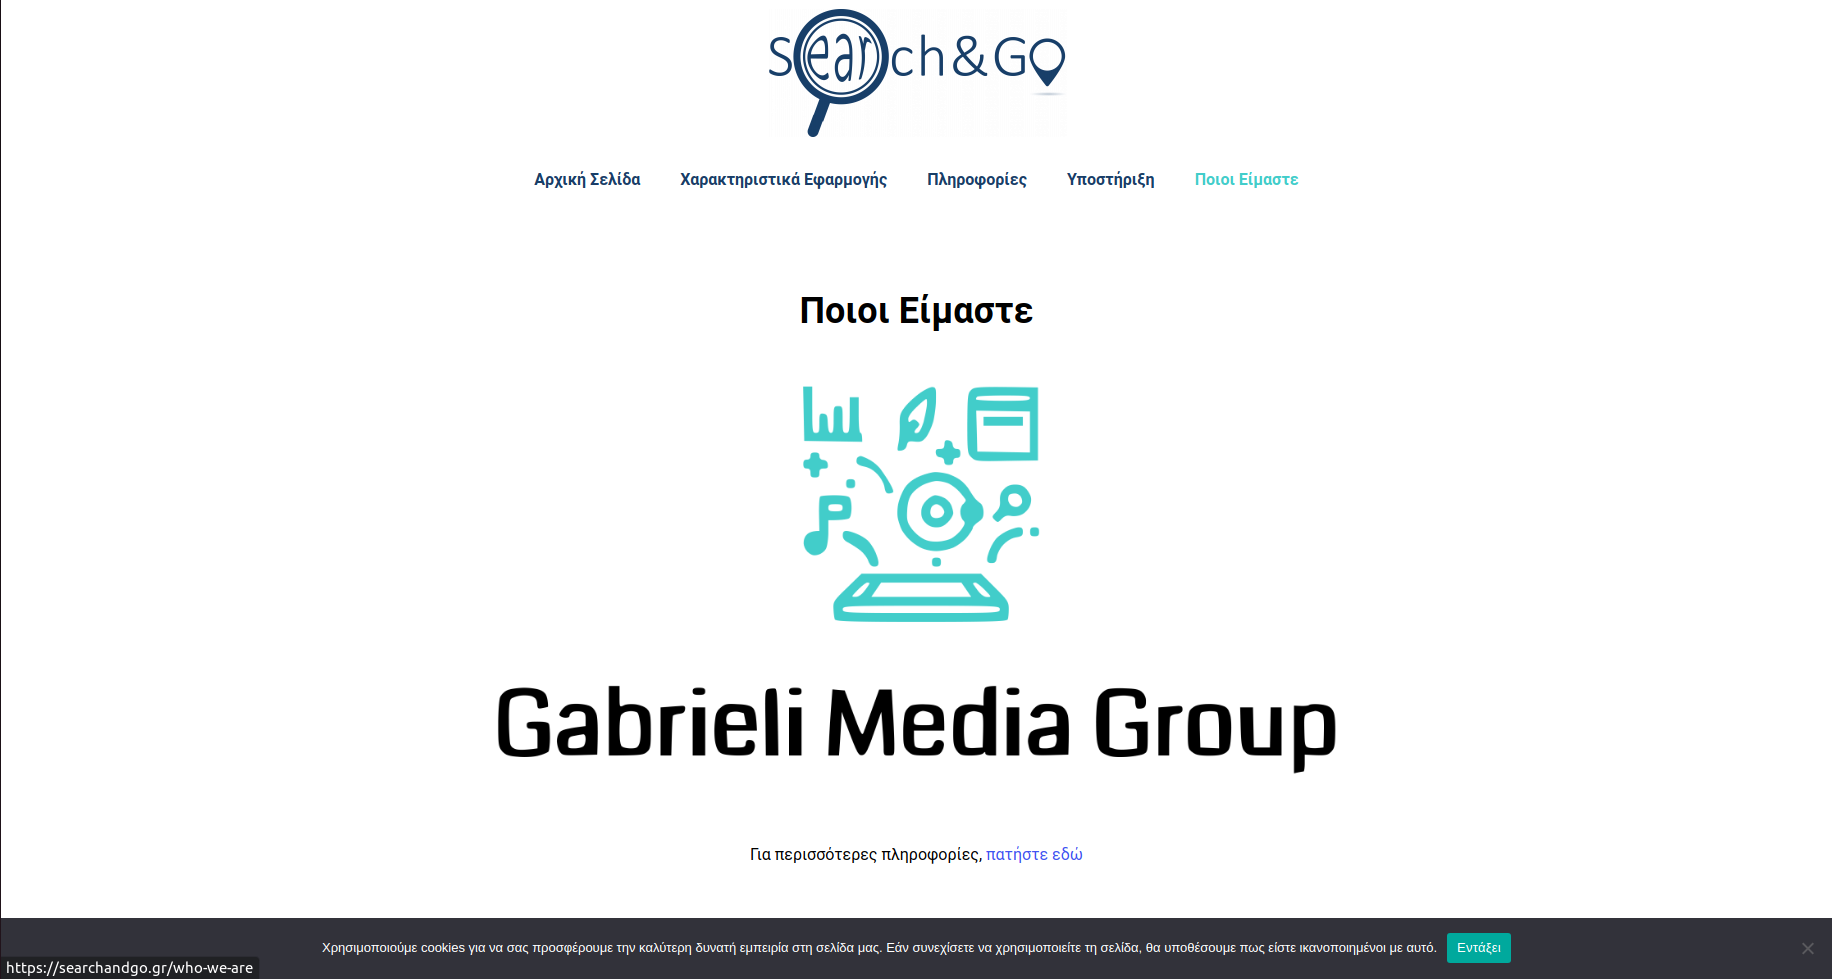 Search&Go
Αρχική Σελίδα Χαρακτηριστικά Εφαρμογής Πληροφορίες Υποστήριξη Ποιοι Είμαστε
Ποιοι Είμαστε
Gabrieli Media Group
Για περισσότερες πληροφορίες, πατήστε εδώ
Χρησιμοποιούμε cookies για να σας προσφέρουμε την καλύτερη δυνατή εμπειρία στη σελίδα μας. Εάν συνεχίσετε να χρησιμοποιείτε τη σελίδα, θα υποθέσουμε πως είστε ικανοποιημένοι με αυτό. Εντάξει
https://searchandgo.gr/who-we-are